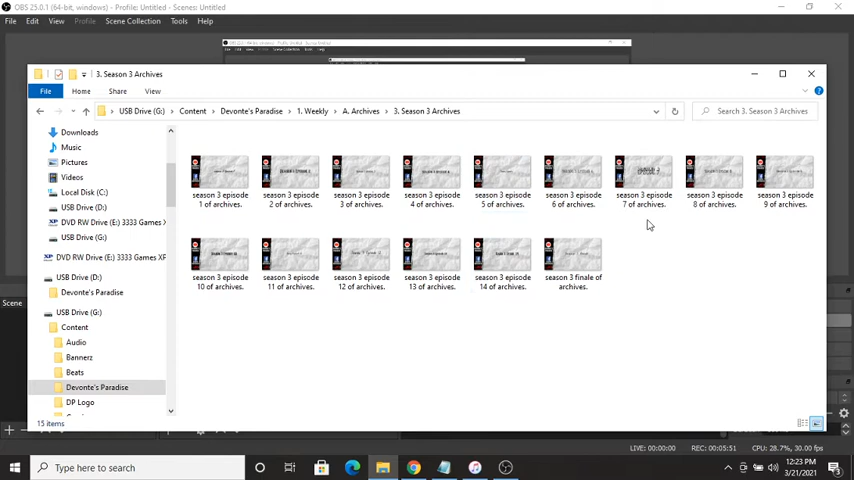 OBS 25.0.1 (64-bit, windows) - Profile: Untitled - Scenes: Untitled
File Edit View Profile Scene Collection Tools Help
3. Season 3 Archives
File Home Share View
USB Drive (G:) Content Devonte's Paradise 1. Weekly A. Archives 3. Season 3 Archives
Search 3. Season 3 Archives
Downloads
Music
Pictures
Videos
Local Disk (C:)
USB Drive (D:)
DVD RW Drive (E:) 3333 Games X
USB Drive (G:)
DVD RW Drive (E:) 3333 Games XF
USB Drive (D:)
Devonte's Paradise
USB Drive (G:)
Content
Audio
Bannerz
Beats
Devonte's Paradise
DP Logo
season 3 episode 1 of archives.
season 3 episode 2 of archives.
season 3 episode 3 of archives.
season 3 episode 4 of archives.
season 3 episode 5 of archives.
season 3 episode 6 of archives.
season 3 episode 7 of archives.
season 3 episode 8 of archives.
season 3 episode 9 of archives.
season 3 episode 10 of archives.
season 3 episode 11 of archives.
season 3 episode 12 of archives.
season 3 episode 13 of archives.
season 3 episode 14 of archives.
season 3 finale of archives.
15 items
Scene
LIVE: 00:00:00 REC: 00:05:51 CPU: 28.7%, 30.00 fps
Type here to search
12:23 PM
3/21/2021